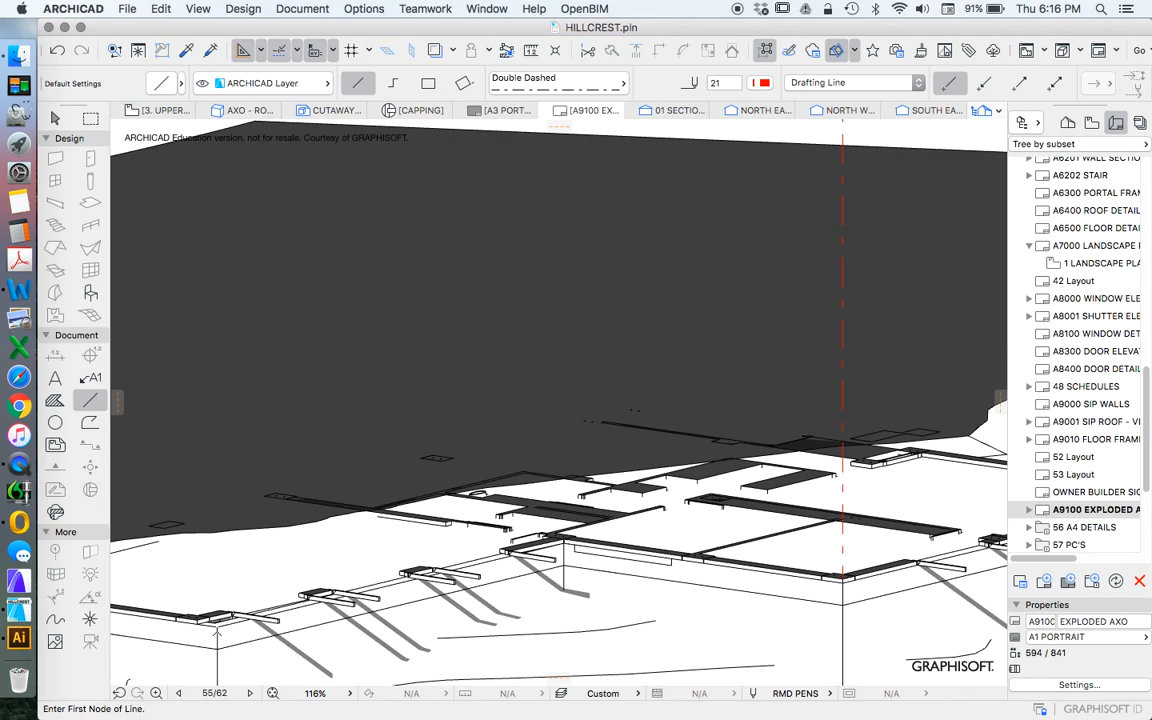 ARCHICAD File Edit View Design Document Options Teamwork Window Help OpenBIM 91% Thu 6:16 PM
HILLCREST.pln
Go
Default Settings
ARCHICAD Layer
Double Dashed
21
Drafting Line
[3. UPPER... AXO - RO... CUTAWAY... [CAPPING] [A3 PORT... [A9100 EX... 01 SECTIO... NORTH EA... NORTH W... SOUTH EA...
ARCHICAD Education version, not for resale. Courtesy of GRAPHISOFT.
Design
Document
1.2
A
A1
More
Tree by subset
A6201 WALL SECTION
A6202 STAIR
A6300 PORTAL FRAM
A6400 ROOF DETAIL
A6500 FLOOR DETAI
A7000 LANDSCAPE
1 LANDSCAPE PLA
42 Layout
A8000 WINDOW ELE
A8001 SHUTTER ELE
A8100 WINDOW DET
A8300 DOOR ELEVAT
A8400 DOOR DETAIL
48 SCHEDULES
A9000 SIP WALLS
A9001 SIP ROOF - VI
A9010 FLOOR FRAM
52 Layout
53 Layout
OWNER BUILDER SIG
A9100 EXPLODED A
56 A4 DETAILS
57 PC'S
Properties
A910C EXPLODED AXO
A1 PORTRAIT
594 / 841
Settings...
GRAPHISOFT.
55/62 116% N/A N/A Custom N/A RMD PENS N/A
Enter First Node of Line.
GRAPHISOFT ID